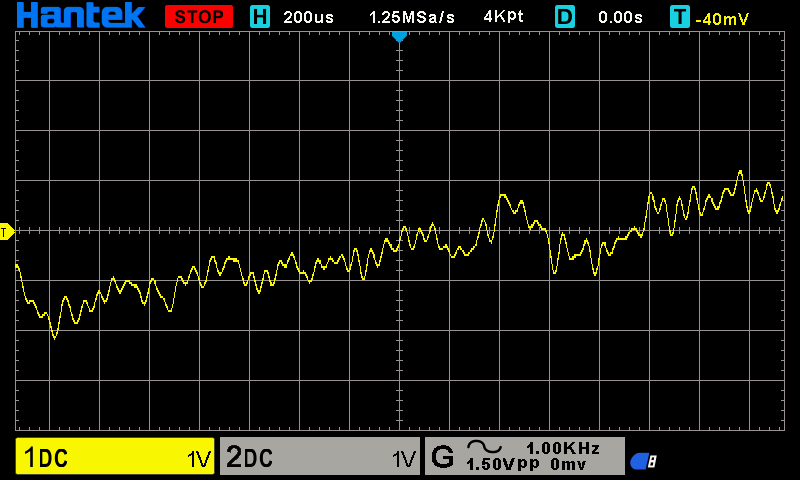 Hantek STOP H 200us 1.25MSa/s 4Kpt D 0.00s T -40mV
T
1DC 1V 2DC 1V G 1.00KHz
1.50Vpp 0mv